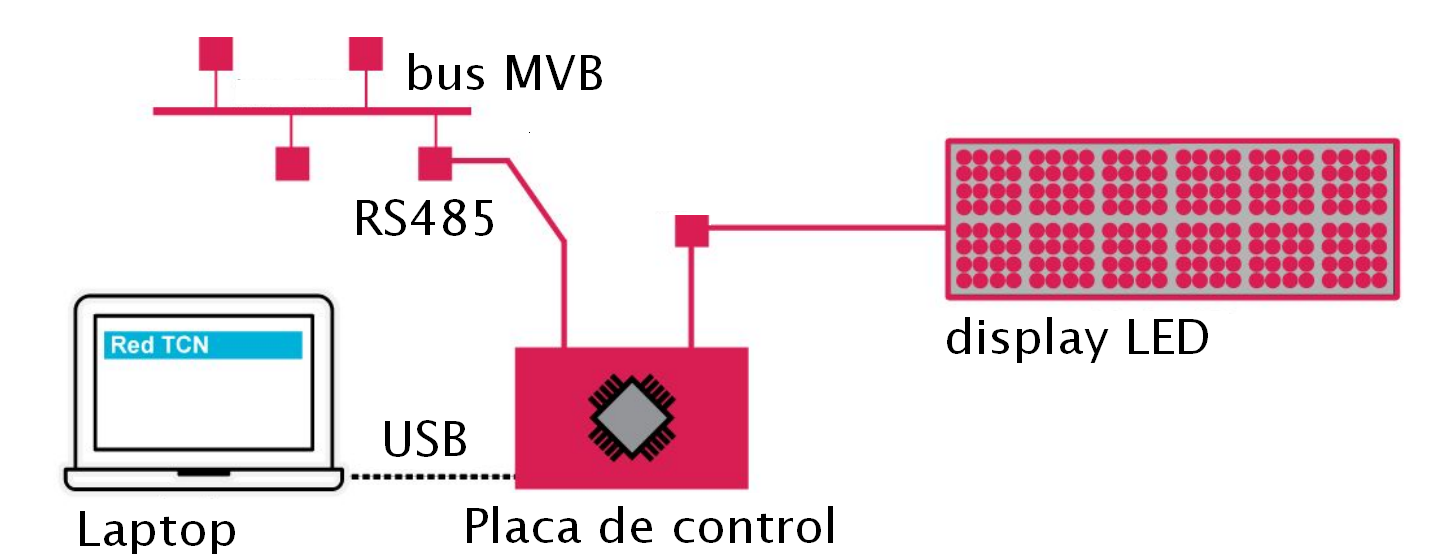 bus MVB
RS485
display LED
Red TCN
USB
Laptop
Placa de control